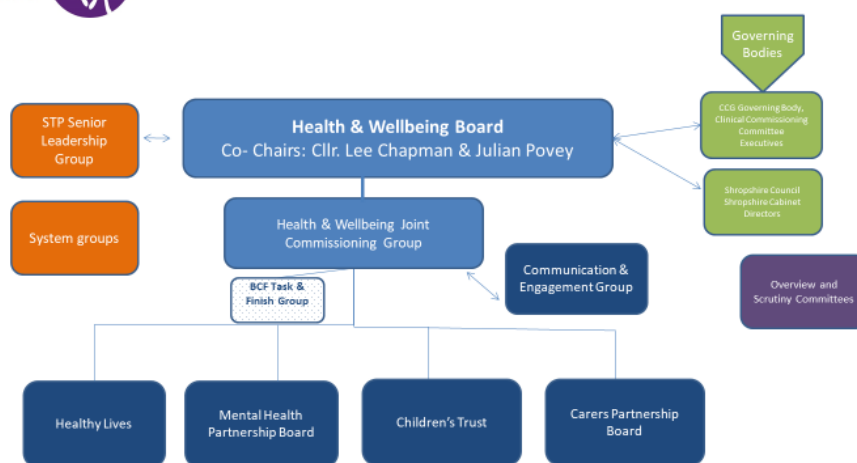 Governing
Bodies
STP Senior
Leadership
Group
Health & Wellbeing Board
Co- Chairs: Cllr. Lee Chapman & Julian Povey
CCG Governing Body,
Clinical Commissioning
Committee
Executives
Shropshire Council
Shropshire Cabinet
Directors
System groups
Health & Wellbeing Joint
Commissioning Group
BCF Task &
Finish Group
Communication &
Engagement Group
Overview and
Scrutiny Committees
Healthy Lives
Mental Health
Partnership Board
Children's Trust
Carers Partnership
Board